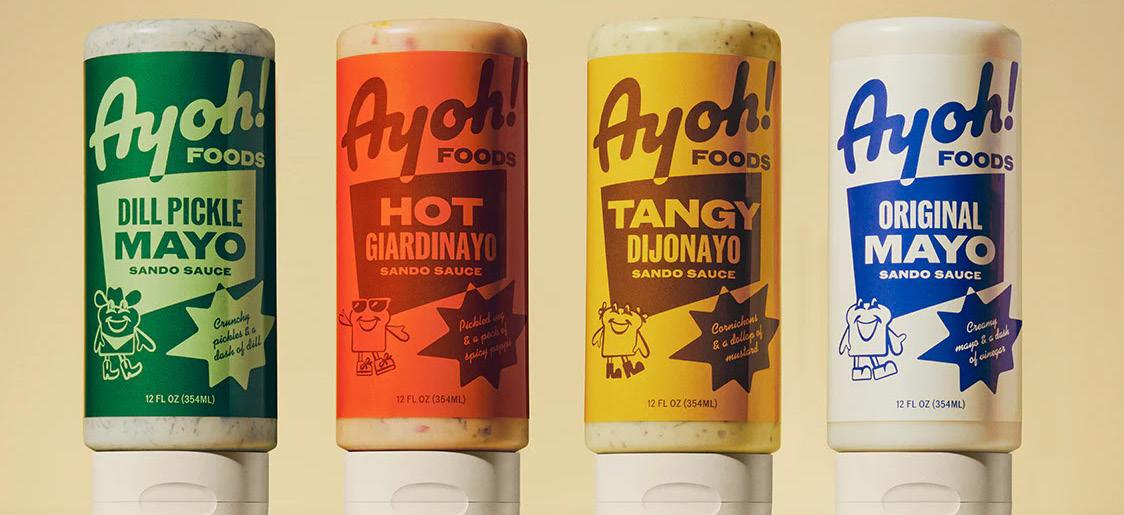 Ayoh!
FOODS
DILL PICKLE
MAYO
SANDO SAUCE
Crunchy
pickles & a
dash of dill
12 FL OZ (354ML)
Ayoh!
FOODS
HOT
GIARDINAYO
SANDO SAUCE
Pickled veg
& a pinch of
spicy peppers
12 FL OZ (354ML)
Ayoh!
FOODS
TANGY
DIJONAYO
SANDO SAUCE
Cornichons
& a dollop of
mustard
12 FL OZ (354ML)
Ayoh!
FOODS
ORIGINAL
MAYO
SANDO SAUCE
Creamy
mayo & a dash
of vinegar
12 FL OZ (354ML)